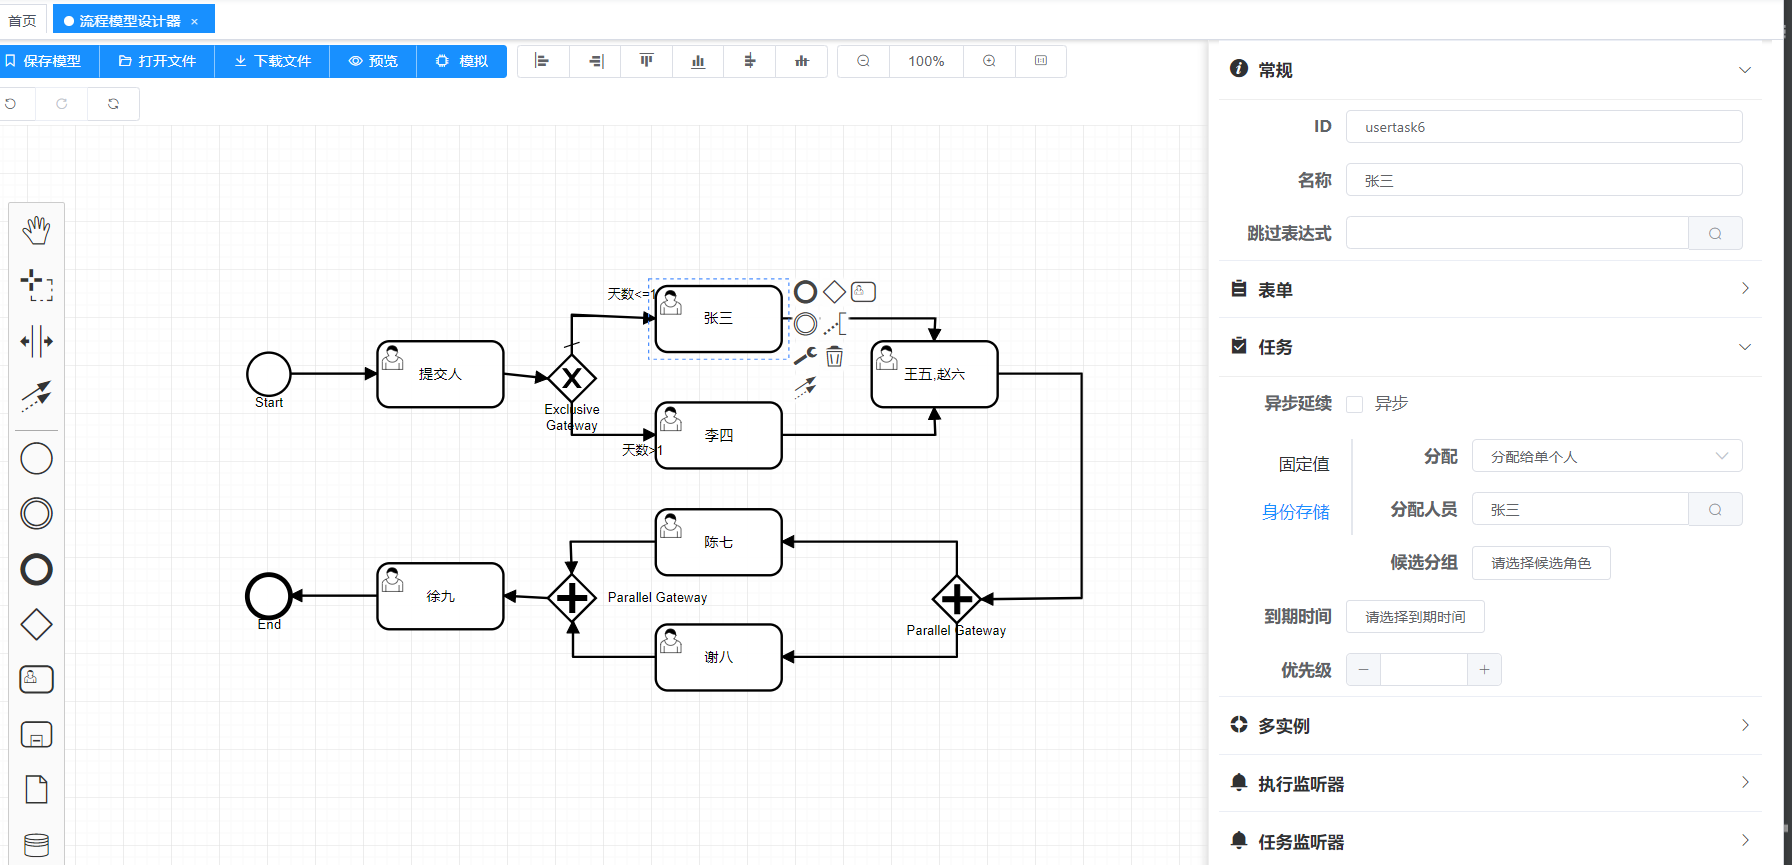 首页
流程模型设计器 ×
保存模型
打开文件
下载文件
预览
模拟
100%
常规
ID
usertask6
名称
张三
跳过表达式
表单
任务
异步延续
异步
固定值
身份存储
分配
分配给单个人
分配人员
张三
候选分组
请选择候选角色
到期时间
请选择到期时间
优先级
多实例
执行监听器
任务监听器
Start
提交人
Exclusive
Gateway
天数<=1
张三
天数>1
李四
王五,赵六
Parallel Gateway
陈七
谢八
Parallel Gateway
徐九
End